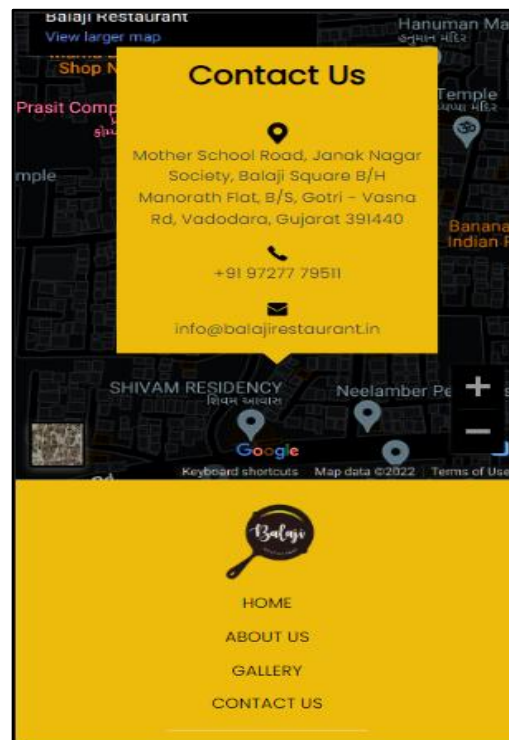 Balaji Restaurant
View larger map
Hanuman Ma
હનુમાન મંદિર
Shop N
Contact Us
Prasit Comp
Temple
mple
Mother School Road, Janak Nagar
Society, Balaji Square B/H
Manorath Flat, B/S, Gotri - Vasna
Rd, Vadodara, Gujarat 391440
Banana
Indian F
+91 97277 79511
info@balajirestaurant.in
SHIVAM RESIDENCY
શિવમ આવાસ
Neelamber Pe
+
−
Google
Keyboard shortcuts Map data ©2022 Terms of Use
Rd
Balaji
HOME
ABOUT US
GALLERY
CONTACT US